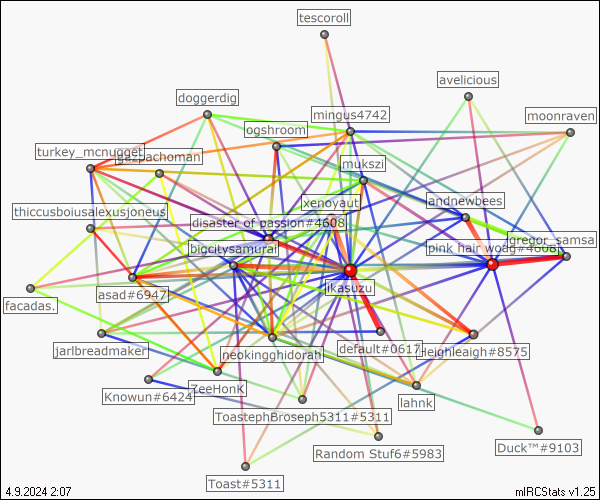 tescoroll
avelicious
doggerdig
mingus4742
moonraven
ogshroom
turkey_mcnugget
gazpachoman
mukszi
xenoyaut
andnewbees
thiccusboiusalexusjoneus
disaster of passion#4608
gregor_samsa
bigcitysamurai
pink hair woag#4608
ikasuzu
asad#6947
facadas.
jarlbreadmaker
neokingghidorah
default#0617
Heighleaigh#8575
Knowun#6424
ZeeHonk
lahnk
ToastephBroseph5311#5311
Random Stuf6#5983
Duck™#9103
Toast#5311
4.9.2024 2:07
mIRCStats v1.25